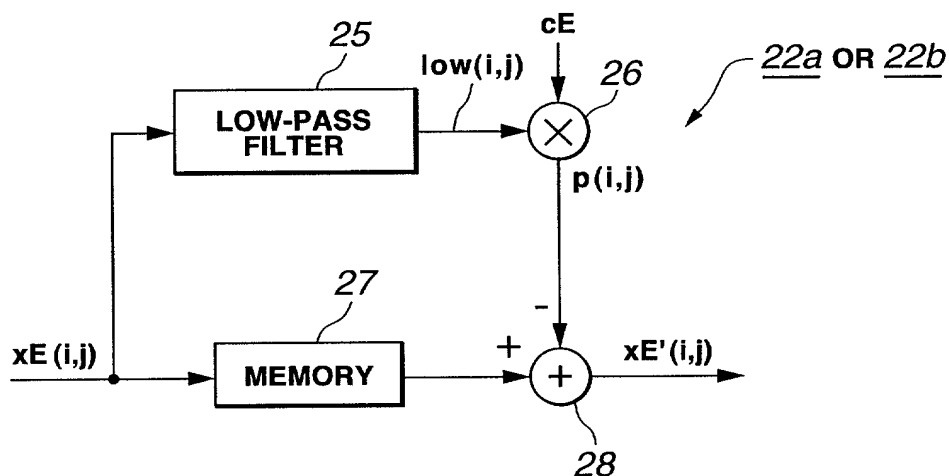 25
cE
22a OR 22b
low(i,j)
26
LOW-PASS
FILTER
×
p(i,j)
27
-
xE(i,j)
+
xE'(i,j)
MEMORY
+
28